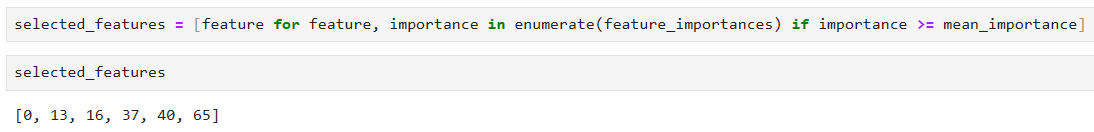 selected_features = [feature for feature, importance in enumerate(feature_importances) if importance >= mean_importance]
selected_features
[0, 13, 16, 37, 40, 65]